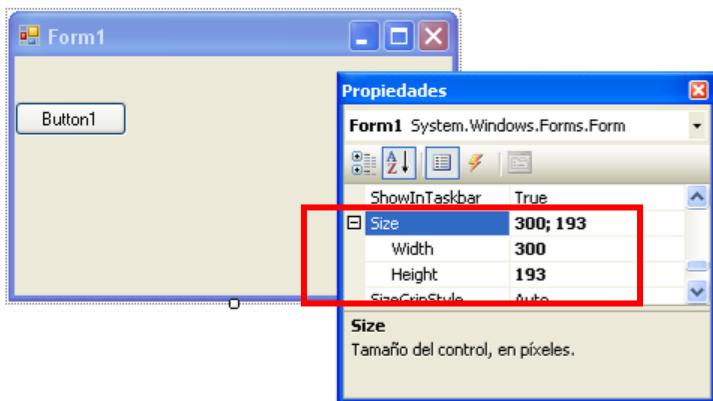 Form1
Button1
Propiedades
Form1 System.Windows.Forms.Form
ShowInTaskbar True
Size 300; 193
Width 300
Height 193
SizeGripStyle Auto
Size
Tamaño del control, en píxeles.